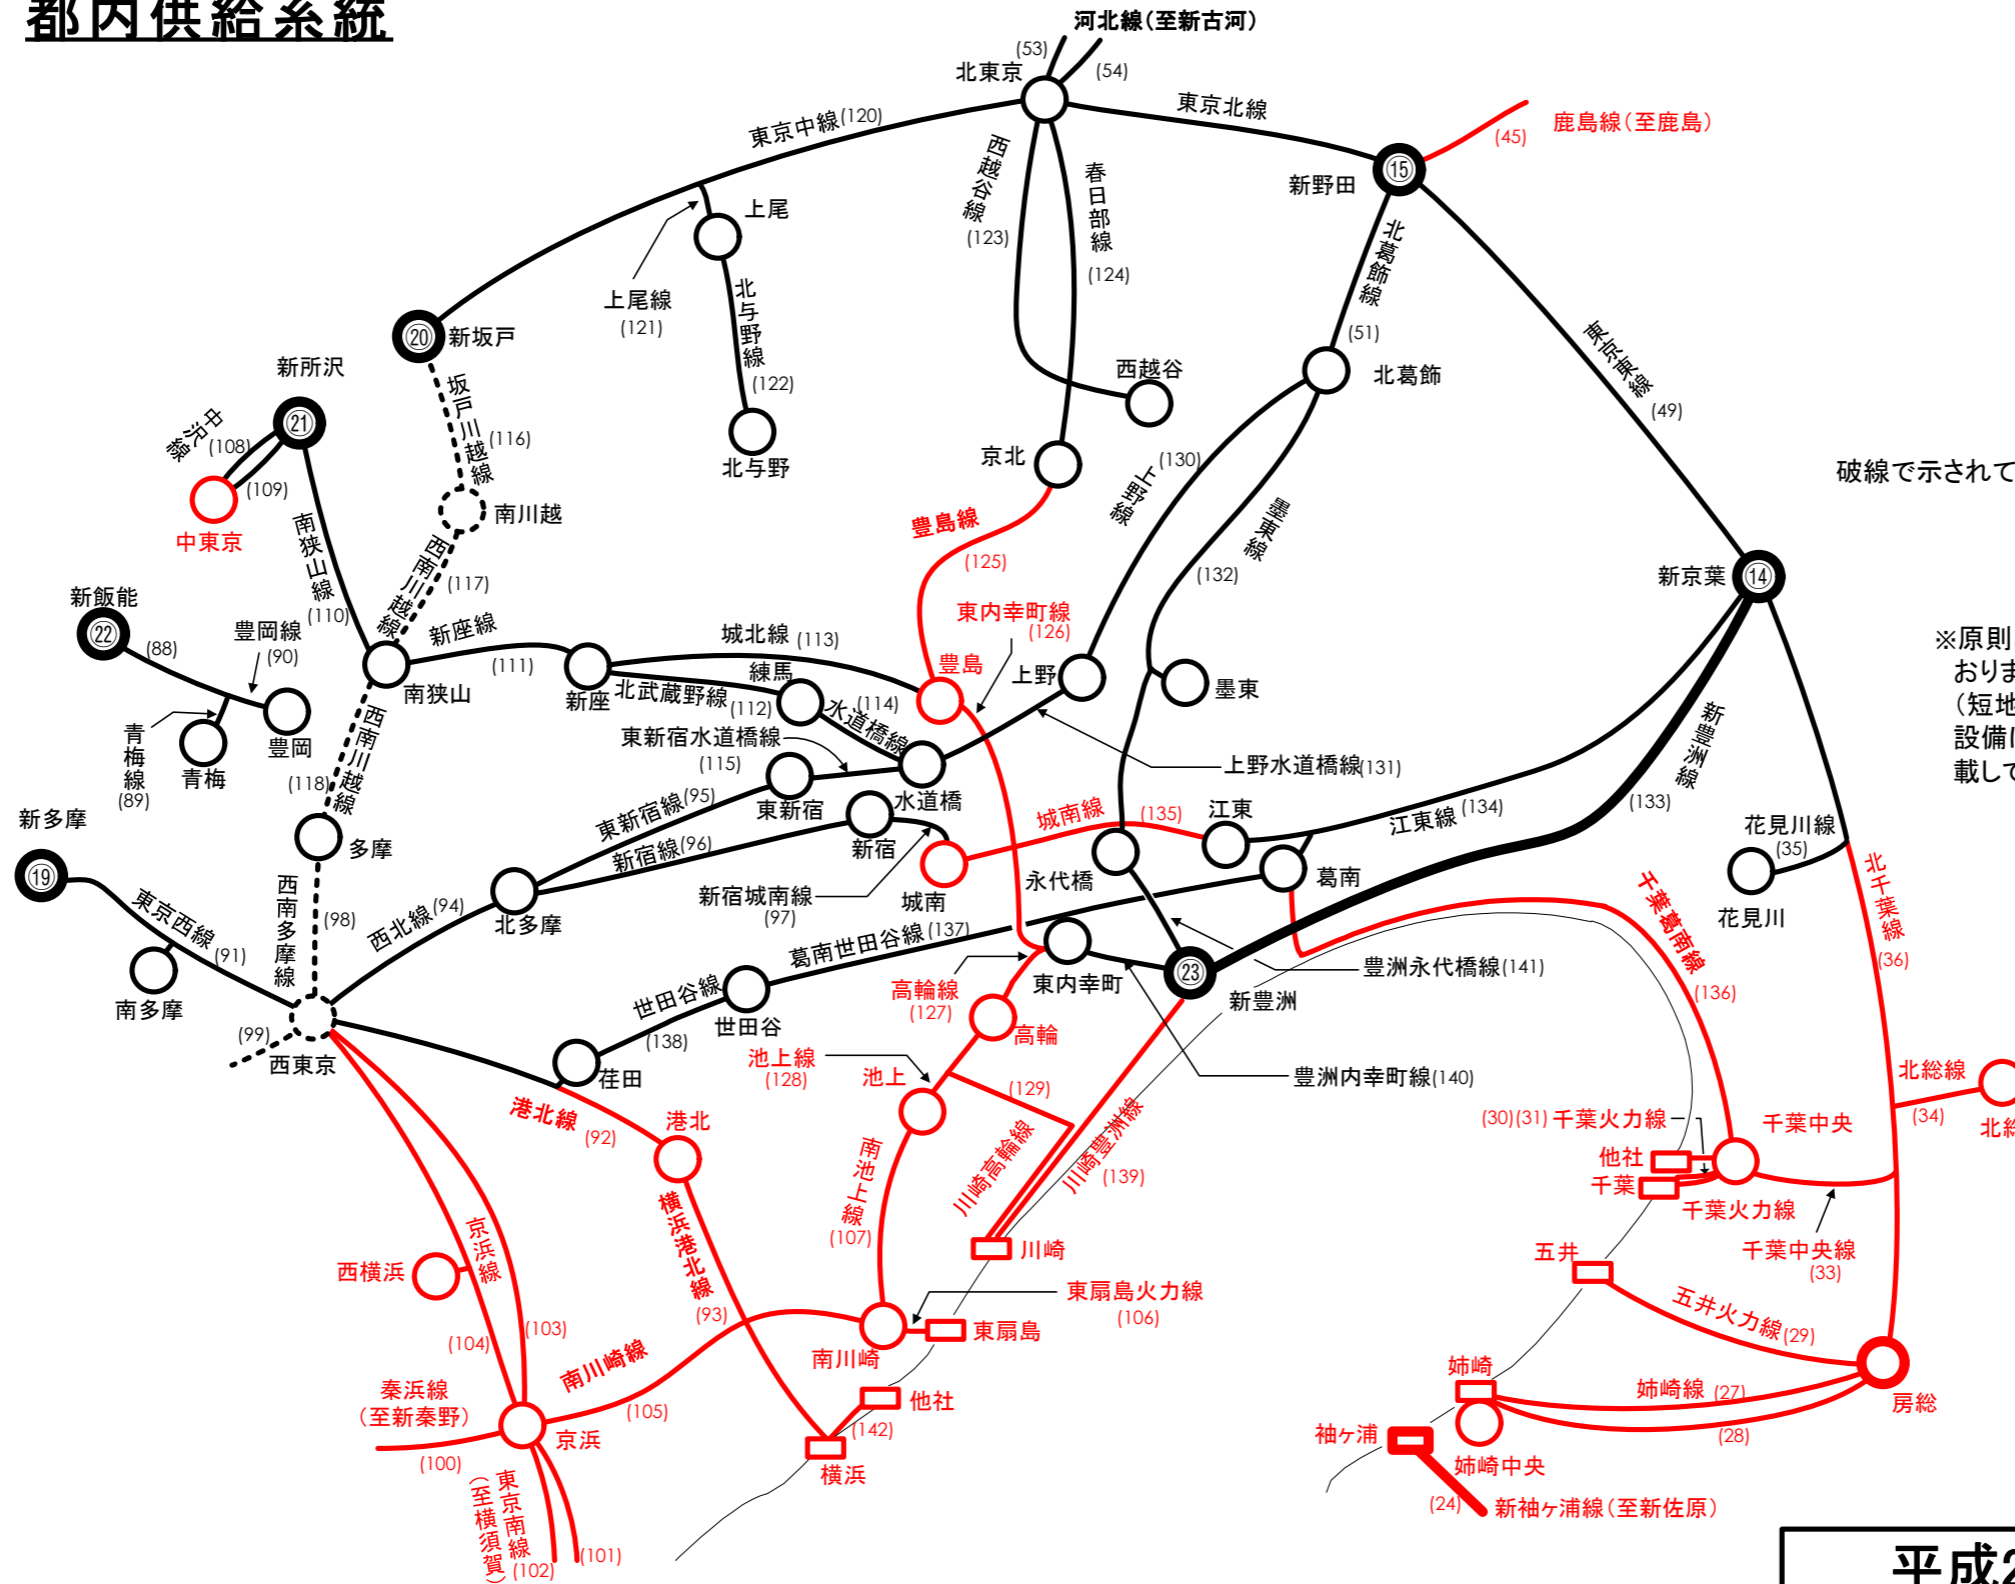 都内供給系統
河北線（至新古河）
(53)
(54)
北東京
東京中線(120)
東京北線
鹿島線（至鹿島）
(45)
⑮
新野田
西越谷線
(123)
春日部線
(124)
上尾
上尾線
(121)
北与野線
(122)
北与野
北葛飾線
(51)
北葛飾
東京東線
(49)
⑳
新坂戸
新所沢
㉑
中沢線
(108)
(109)
中東京
坂戸川越線
(116)
南川越
西越谷
京北
豊島線
(125)
上野線
(130)
墨東線
(132)
破線で示されて
新京葉
⑭
南狭山線
(110)
西南川越線
(117)
新飯能
㉒
(88)
豊岡線
(90)
豊岡
青梅線
(89)
青梅
南狭山
新座線
(111)
新座
城北線 (113)
北武蔵野線
(112)
練馬
水道橋線
(114)
豊島
東内幸町線
(126)
上野
墨東
※原則
おりま
（短地
設備
載して
西南川越線
(118)
多摩
東新宿水道橋線
(115)
東新宿
水道橋
上野水道橋線(131)
新豊洲線
(133)
新多摩
⑲
東京西線
(91)
南多摩
西南多摩線
(98)
西北線(94)
北多摩
東新宿線(95)
新宿線(96)
新宿
新宿城南線
(97)
城南
城南線
(135)
江東
江東線 (134)
永代橋
葛南
花見川線
(35)
花見川
北千葉線
(36)
千葉葛南線
(136)
葛南世田谷線(137)
世田谷線
(138)
世田谷
東内幸町
㉓
新豊洲
豊洲永代橋線(141)
豊洲内幸町線(140)
高輪線
(127)
高輪
(99)
西東京
荏田
港北線
(92)
港北
池上線
(128)
池上
(129)
川崎高輪線
川崎豊洲線
(139)
南池上線
(107)
川崎
(30)(31) 千葉火力線
他社
千葉
千葉中央
千葉火力線
千葉中央線
(33)
北総線
(34)
北総
西横浜
京浜線
(104)
(103)
横浜港北線
(93)
東扇島火力線
(106)
東扇島
南川崎
南川崎線
(105)
秦浜線
（至新秦野）
(100)
京浜
東京南線
（至横須賀）
(102)
(101)
他社
(142)
横浜
五井
五井火力線(29)
姉崎
姉崎線 (27)
(28)
房総
袖ヶ浦
姉崎中央
(24)
新袖ヶ浦線（至新佐原）
平成2